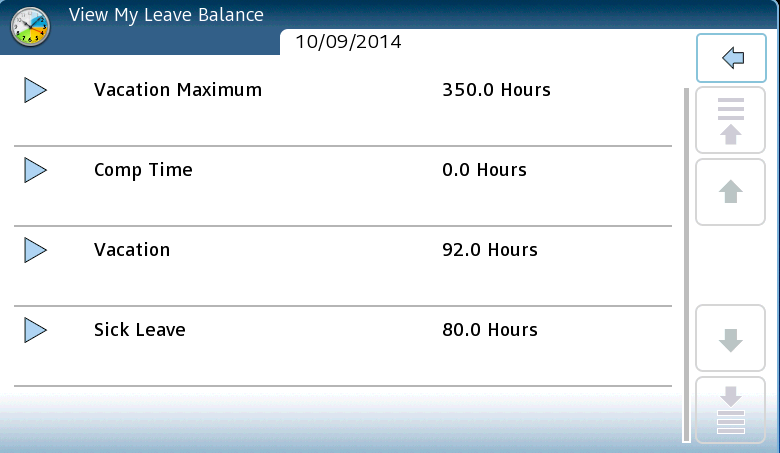 View My Leave Balance
10/09/2014
Vacation Maximum 350.0 Hours
Comp Time 0.0 Hours
Vacation 92.0 Hours
Sick Leave 80.0 Hours